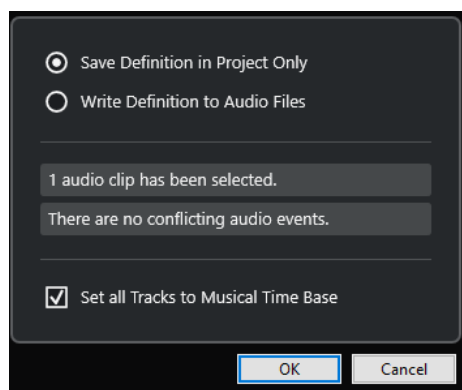 Save Definition in Project Only
Write Definition to Audio Files
1 audio clip has been selected.
There are no conflicting audio events.
Set all Tracks to Musical Time Base
OK
Cancel